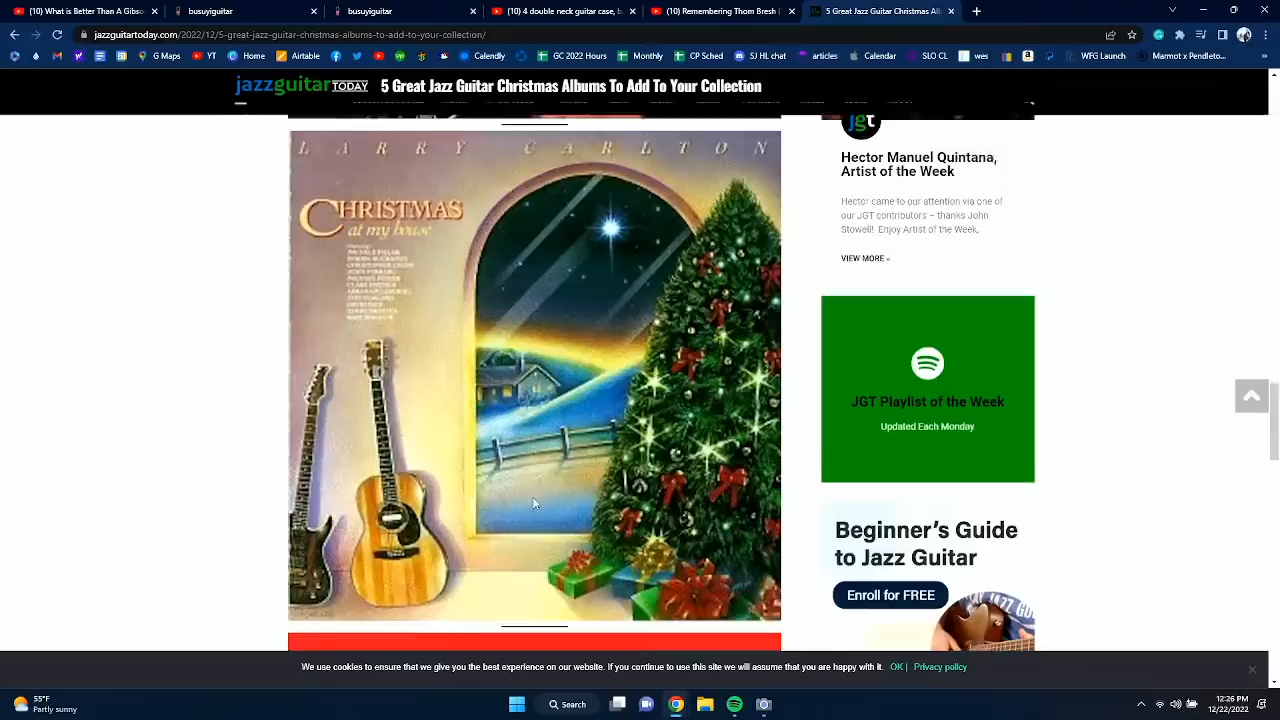 (10) What is Better Than A Gibso
busuyguitar
busyguitar
(10) 4 double neck guitar case, b
(10) Remembering Thom Bresh (
5 Great Jazz Guitar Christmas Al
jazzguitartoday.com/2022/12/5-great-jazz-guitar-christmas-albums-to-add-to-your-collection/
G Maps
YT
Airtable
Calendly
GC 2022 Hours
Monthly
CP Sched
SJ HL chat
articles
Calendar
SLO CL
WFG Launch
Marmot x Pendeto...
»
jazzguitar TODAY
5 Great Jazz Guitar Christmas Albums To Add To Your Collection
LARRY CARLTON
CHRISTMAS
at my house
jgt
Hector Manuel Quintana,
Artist of the Week
Hector came to our attention via one of
our JGT contributors – thanks John
Stowell! Enjoy Artist of the Week,
VIEW MORE »
JGT Playlist of the Week
Updated Each Monday
Beginner's Guide
to Jazz Guitar
Enroll for FREE
JAZZ GU
We use cookies to ensure that we give you the best experience on our website. If you continue to use this site we will assume that you are happy with it. OK | Privacy policy
55°F
Partly sunny
Search
12:26 PM
12/22/2022